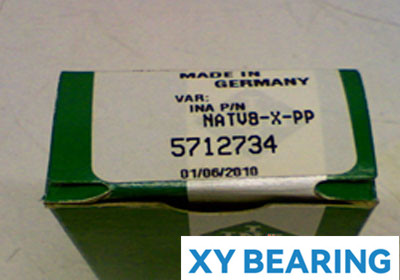 MADE IN
GERMANY
VAR:
INA P/N
NATV8-X-PP
5712734
01/06/2010
XY BEARING